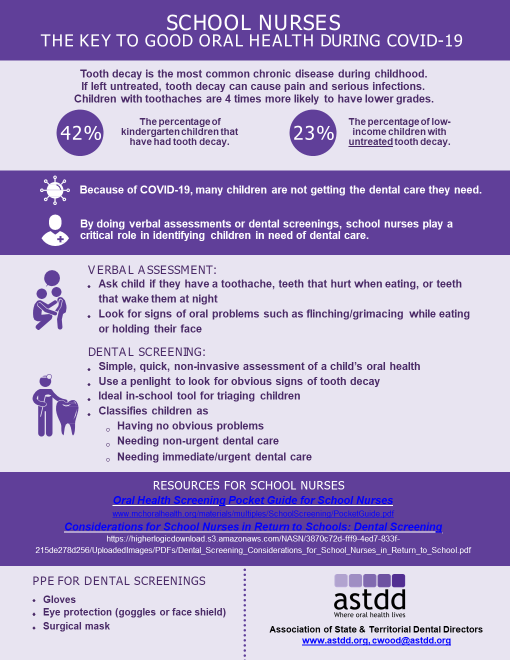 SCHOOL NURSES
THE KEY TO GOOD ORAL HEALTH DURING COVID-19
Tooth decay is the most common chronic disease during childhood.
If left untreated, tooth decay can cause pain and serious infections.
Children with toothaches are 4 times more likely to have lower grades.
42%
The percentage of
kindergarten children that
have had tooth decay.
23%
The percentage of low-
income children with
untreated tooth decay.
Because of COVID-19, many children are not getting the dental care they need.
By doing verbal assessments or dental screenings, school nurses play a
critical role in identifying children in need of dental care.
VERBAL ASSESSMENT:
• Ask child if they have a toothache, teeth that hurt when eating, or teeth
that wake them at night
• Look for signs of oral problems such as flinching/grimacing while eating
or holding their face
DENTAL SCREENING:
• Simple, quick, non-invasive assessment of a child's oral health
• Use a penlight to look for obvious signs of tooth decay
• Ideal in-school tool for triaging children
• Classifies children as
○ Having no obvious problems
○ Needing non-urgent dental care
○ Needing immediate/urgent dental care
RESOURCES FOR SCHOOL NURSES
Oral Health Screening Pocket Guide for School Nurses
www.mchoralhealth.org/materials/multiples/SchoolScreening/PocketGuide.pdf
Considerations for School Nurses in Return to Schools: Dental Screening
https://higherlogicdownload.s3.amazonaws.com/NASN/3870c72d-fff9-4ed7-833f-
215de278d256/UploadedImages/PDFs/Dental_Screening_Considerations_for_School_Nurses_in_Return_to_School.pdf
PPE FOR DENTAL SCREENINGS
• Gloves
• Eye protection (goggles or face shield)
• Surgical mask
astdd
Where oral health lives
Association of State & Territorial Dental Directors
www.astdd.org, cwood@astdd.org